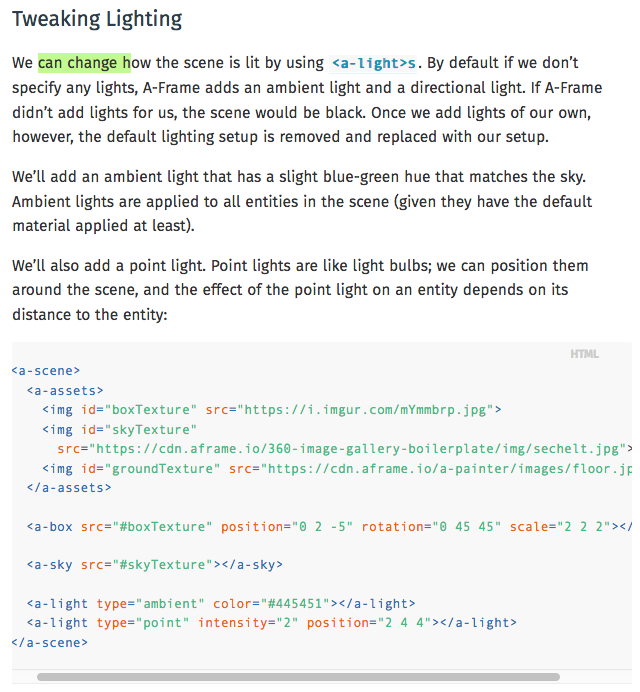 Tweaking Lighting
We can change how the scene is lit by using <a-light>s. By default if we don’t
specify any lights, A-Frame adds an ambient light and a directional light. If A-Frame
didn’t add lights for us, the scene would be black. Once we add lights of our own,
however, the default lighting setup is removed and replaced with our setup.
We’ll add an ambient light that has a slight blue-green hue that matches the sky.
Ambient lights are applied to all entities in the scene (given they have the default
material applied at least).
We’ll also add a point light. Point lights are like light bulbs; we can position them
around the scene, and the effect of the point light on an entity depends on its
distance to the entity:
HTML
<a-scene>
  <a-assets>
    <img id="boxTexture" src="https://i.imgur.com/mYmmbrp.jpg">
    <img id="skyTexture"
      src="https://cdn.aframe.io/360-image-gallery-boilerplate/img/sechelt.jpg">
    <img id="groundTexture" src="https://cdn.aframe.io/a-painter/images/floor.jp
  </a-assets>
  <a-box src="#boxTexture" position="0 2 -5" rotation="0 45 45" scale="2 2 2"></
  <a-sky src="#skyTexture"></a-sky>
  <a-light type="ambient" color="#445451"></a-light>
  <a-light type="point" intensity="2" position="2 4 4"></a-light>
</a-scene>